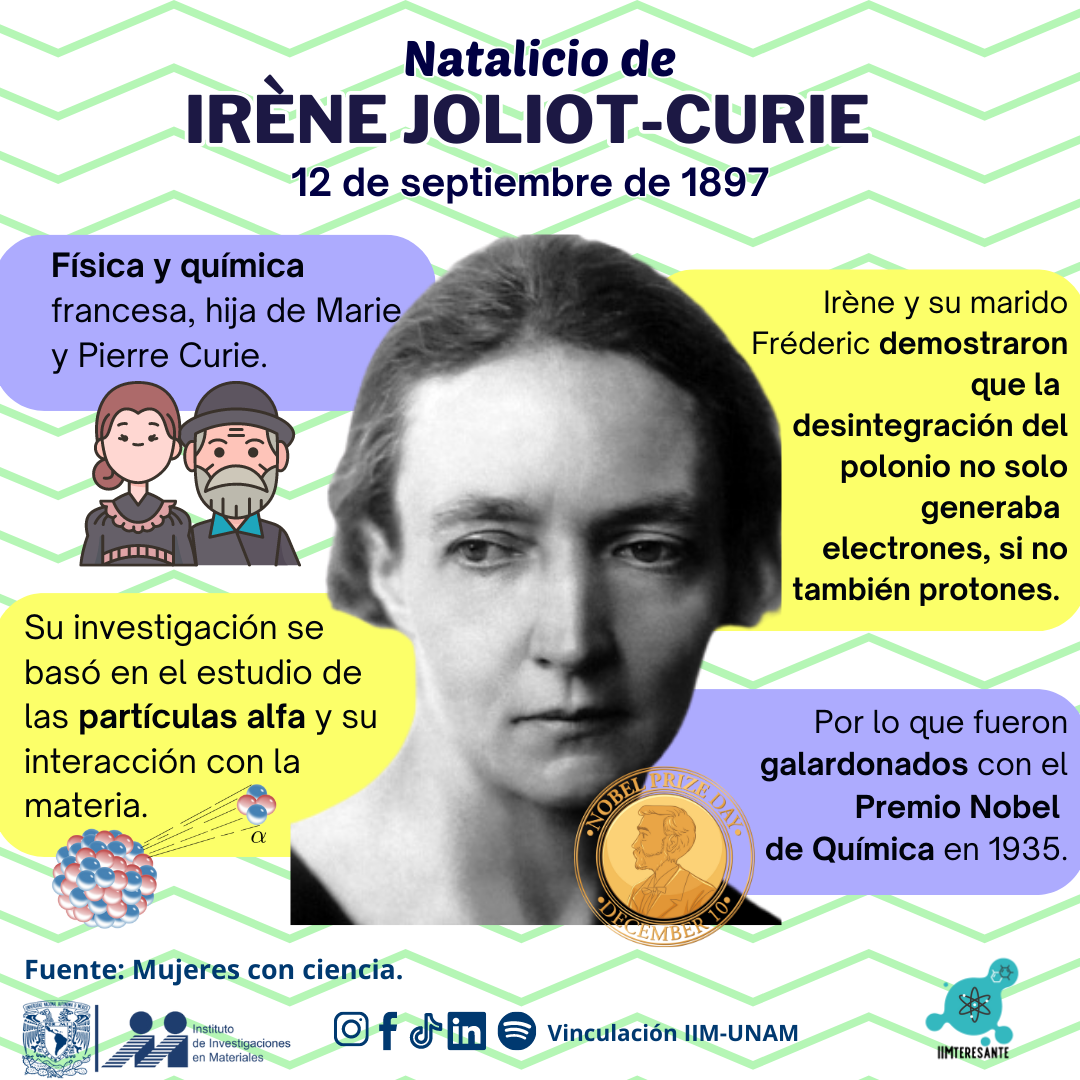 Natalicio de
IRÈNE JOLIOT-CURIE
12 de septiembre de 1897
Física y química
francesa, hija de Marie
y Pierre Curie.
Irène y su marido
Fréderic demostraron
que la
desintegración del
polonio no solo
generaba
electrones, si no
también protones.
Su investigación se
basó en el estudio de
las partículas alfa y su
interacción con la
materia.
α
Por lo que fueron
galardonados con el
Premio Nobel
de Química en 1935.
•NOBEL PRIZE DAY•
•DECEMBER 10•
Fuente: Mujeres con ciencia.
Instituto
de Investigaciones
en Materiales
Vinculación IIM-UNAM
IIMTERESANTE